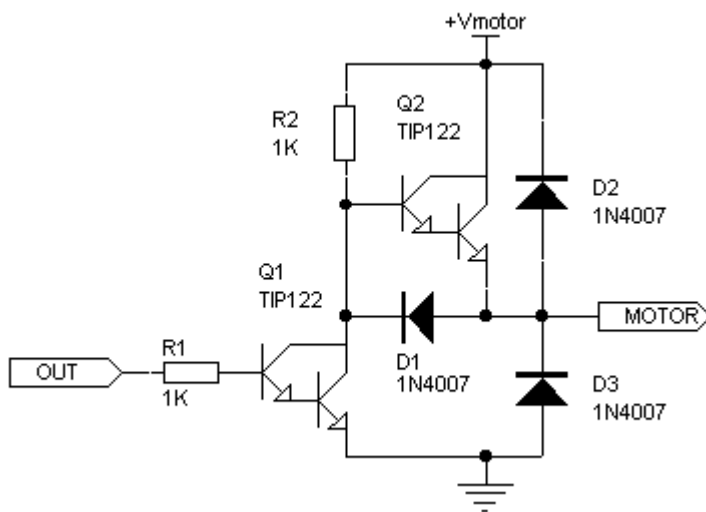 +Vmotor
Q2
TIP122
R2
1K
D2
1N4007
Q1
TIP122
MOTOR
R1
1K
OUT
D1
1N4007
D3
1N4007